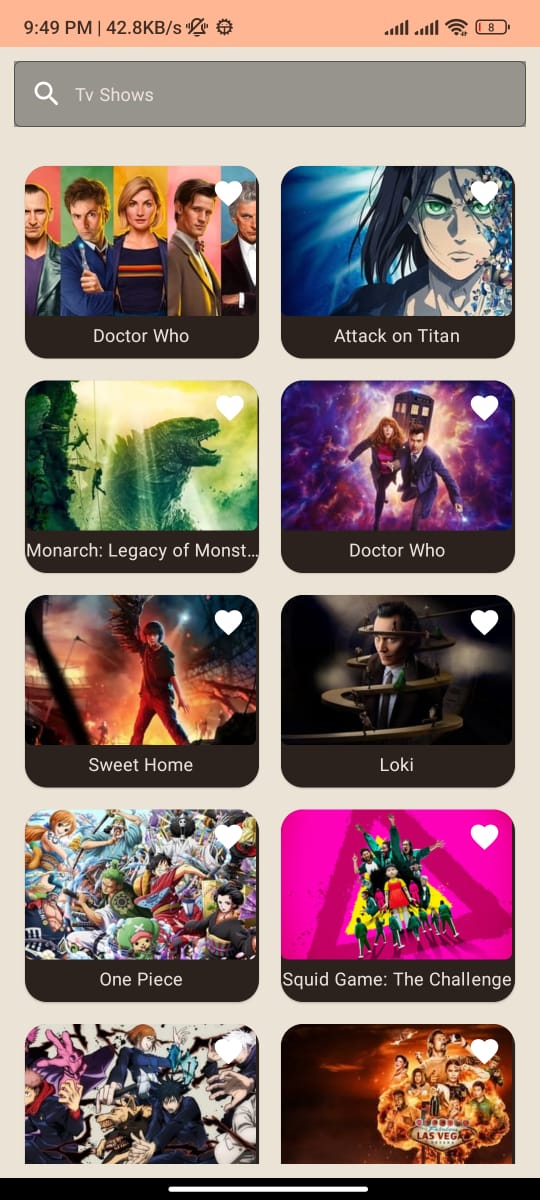 9:49 PM | 42.8KB/s
8
Tv Shows
Doctor Who
Attack on Titan
Monarch: Legacy of Monst...
Doctor Who
Sweet Home
Loki
One Piece
Squid Game: The Challenge
Fabulous
LAS VEGAS